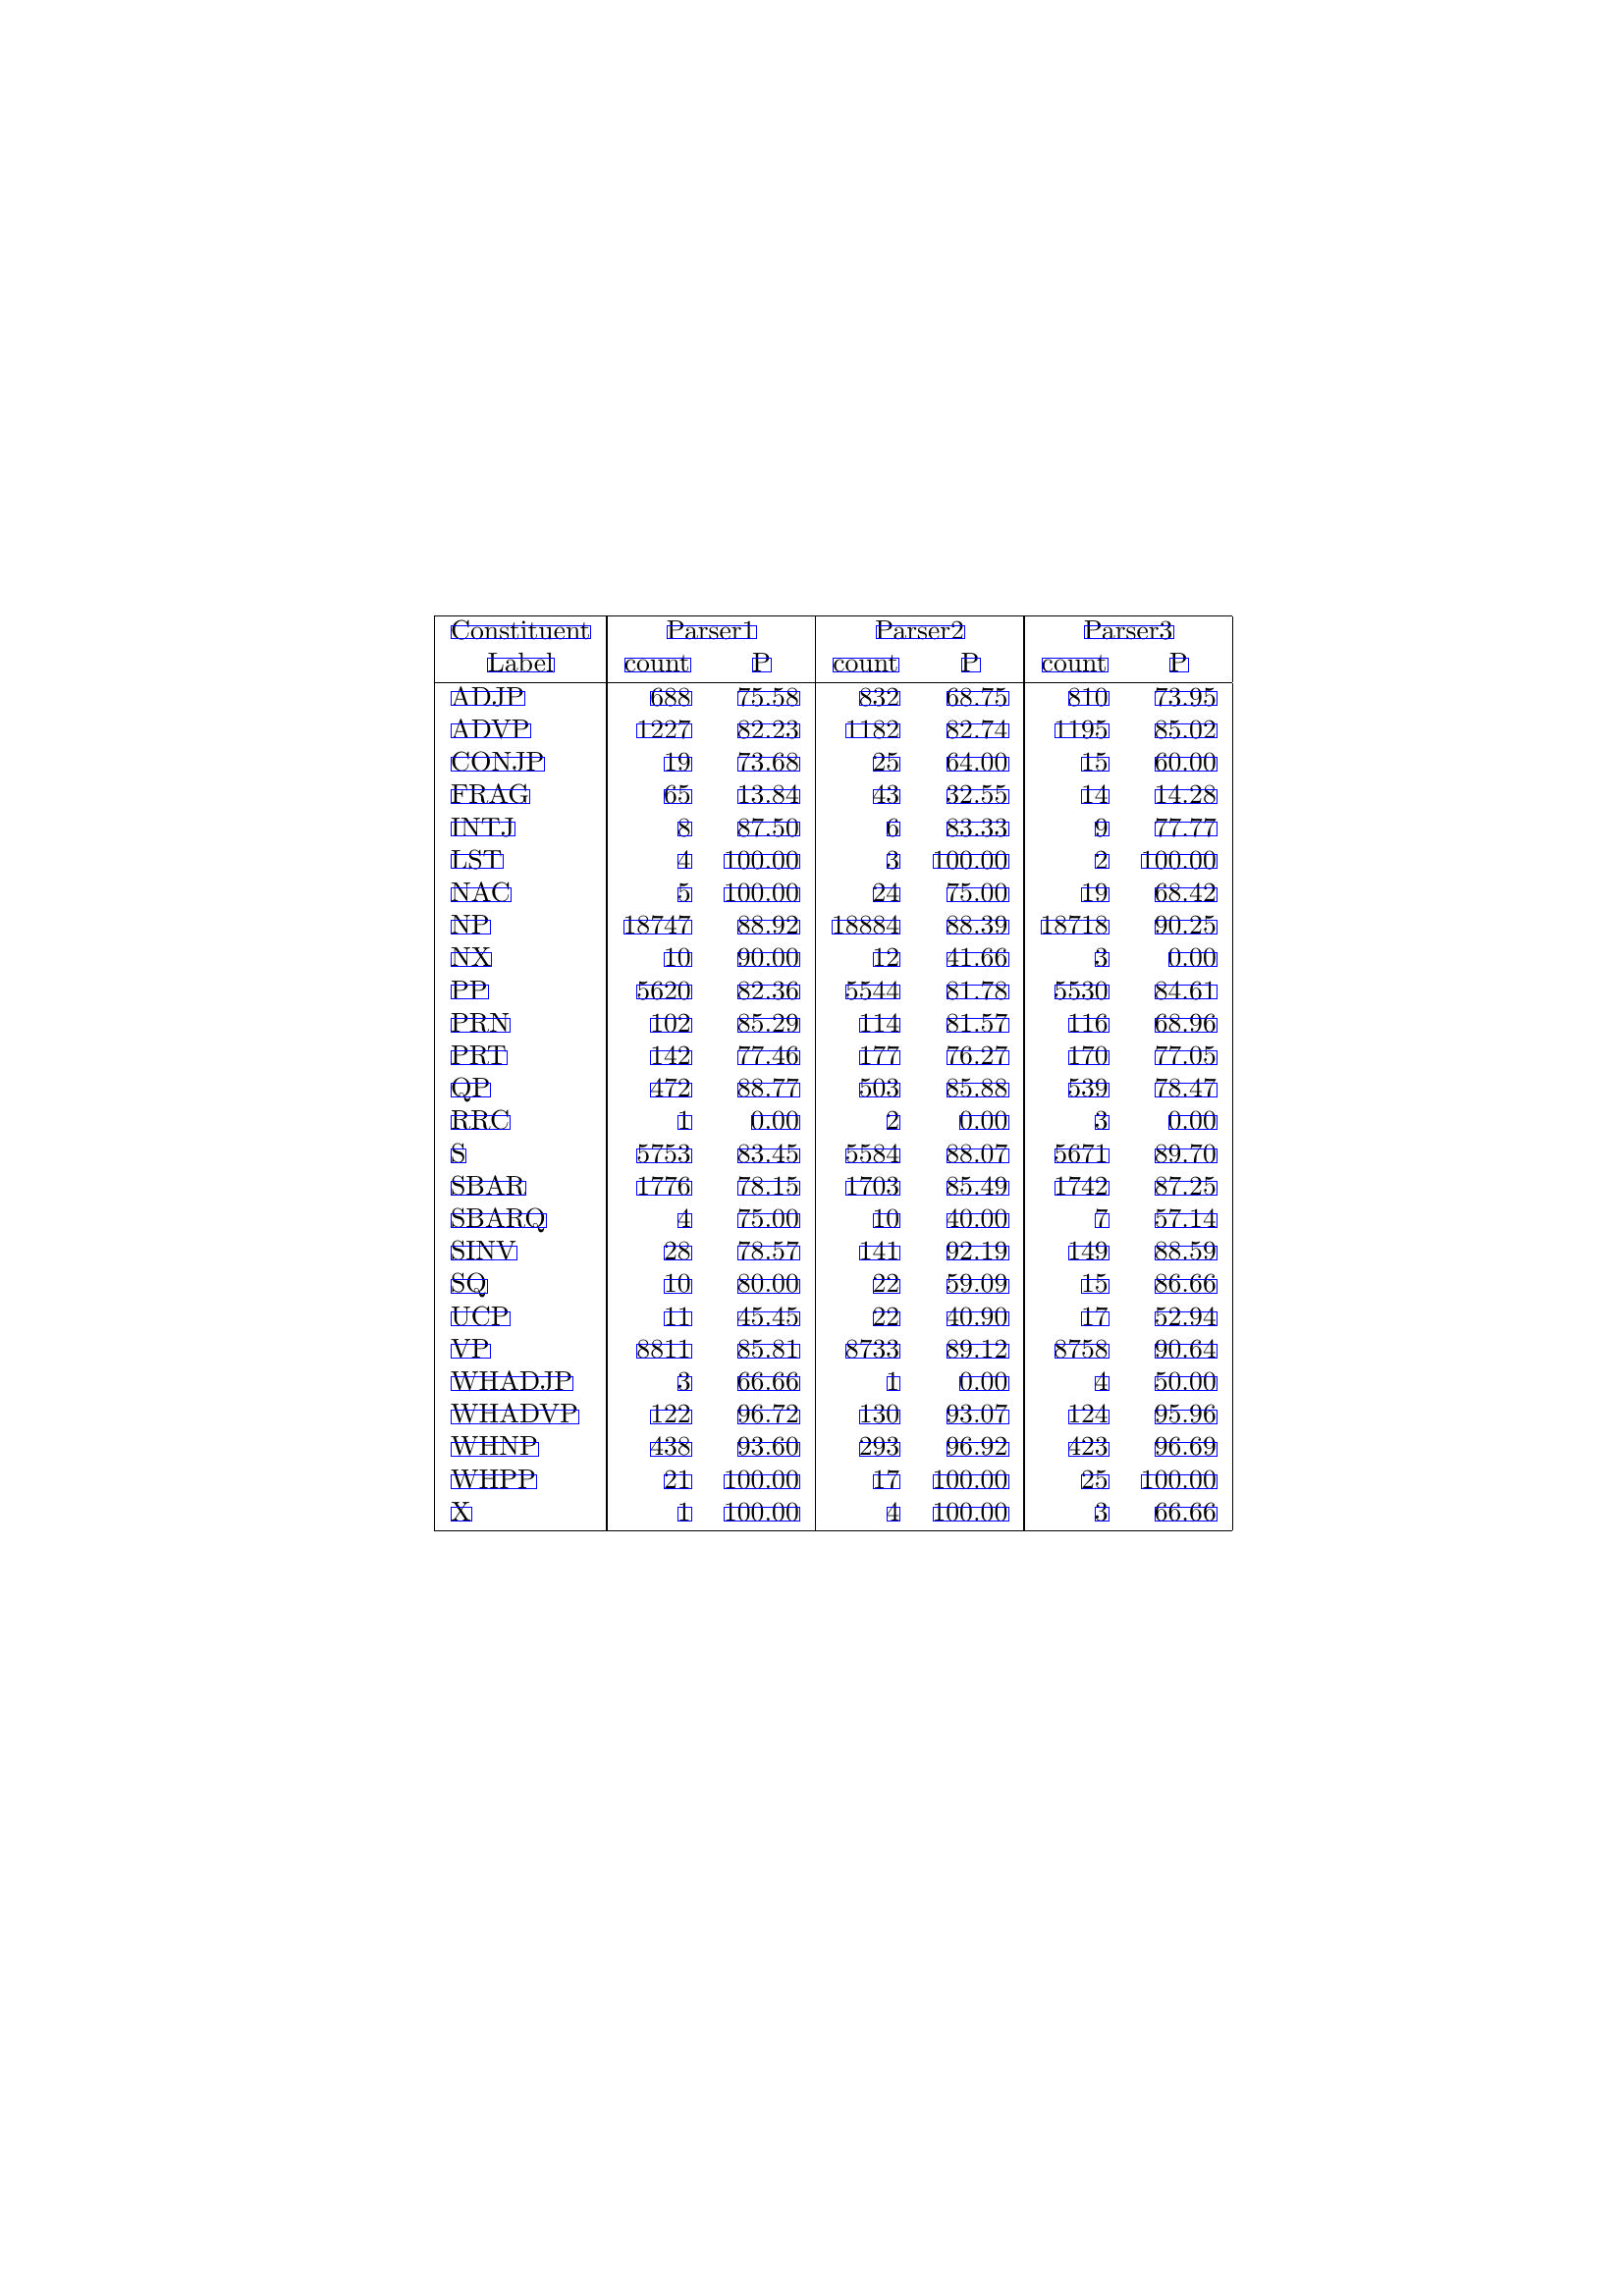 Constituent Parser1 Parser2 Parser3
Label count P count P count P
ADJP 688 75.58 832 68.75 810 73.95
ADVP 1227 82.23 1182 82.74 1195 85.02
CONJP 19 73.68 25 64.00 15 60.00
FRAG 65 13.84 43 32.55 14 14.28
INTJ 8 87.50 6 83.33 9 77.77
LST 4 100.00 3 100.00 2 100.00
NAC 5 100.00 24 75.00 19 68.42
NP 18747 88.92 18884 88.39 18718 90.25
NX 10 90.00 12 41.66 3 0.00
PP 5620 82.36 5544 81.78 5530 84.61
PRN 102 85.29 114 81.57 116 68.96
PRT 142 77.46 177 76.27 170 77.05
QP 472 88.77 503 85.88 539 78.47
RRC 1 0.00 2 0.00 3 0.00
S 5753 83.45 5584 88.07 5671 89.70
SBAR 1776 78.15 1703 85.49 1742 87.25
SBARQ 4 75.00 10 40.00 7 57.14
SINV 28 78.57 141 92.19 149 88.59
SQ 10 80.00 22 59.09 15 86.66
UCP 11 45.45 22 40.90 17 52.94
VP 8811 85.81 8733 89.12 8758 90.64
WHADJP 3 66.66 1 0.00 4 50.00
WHADVP 122 96.72 130 93.07 124 95.96
WHNP 438 93.60 293 96.92 423 96.69
WHPP 21 100.00 17 100.00 25 100.00
X 1 100.00 4 100.00 3 66.66